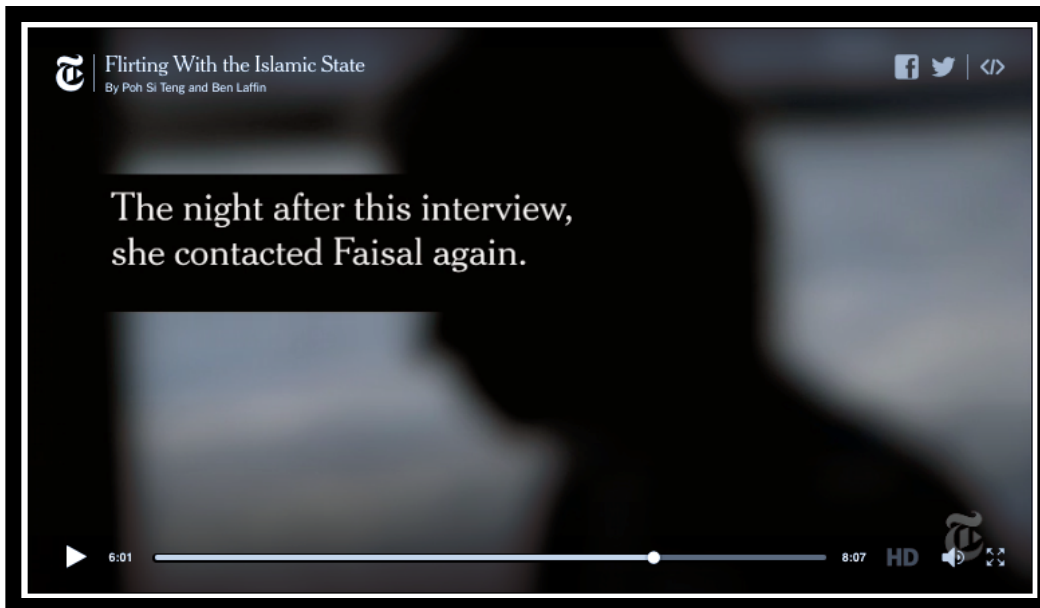 Flirting With the Islamic State
By Poh Si Teng and Ben Laffin
The night after this interview,
she contacted Faisal again.
6:01
8:07
HD